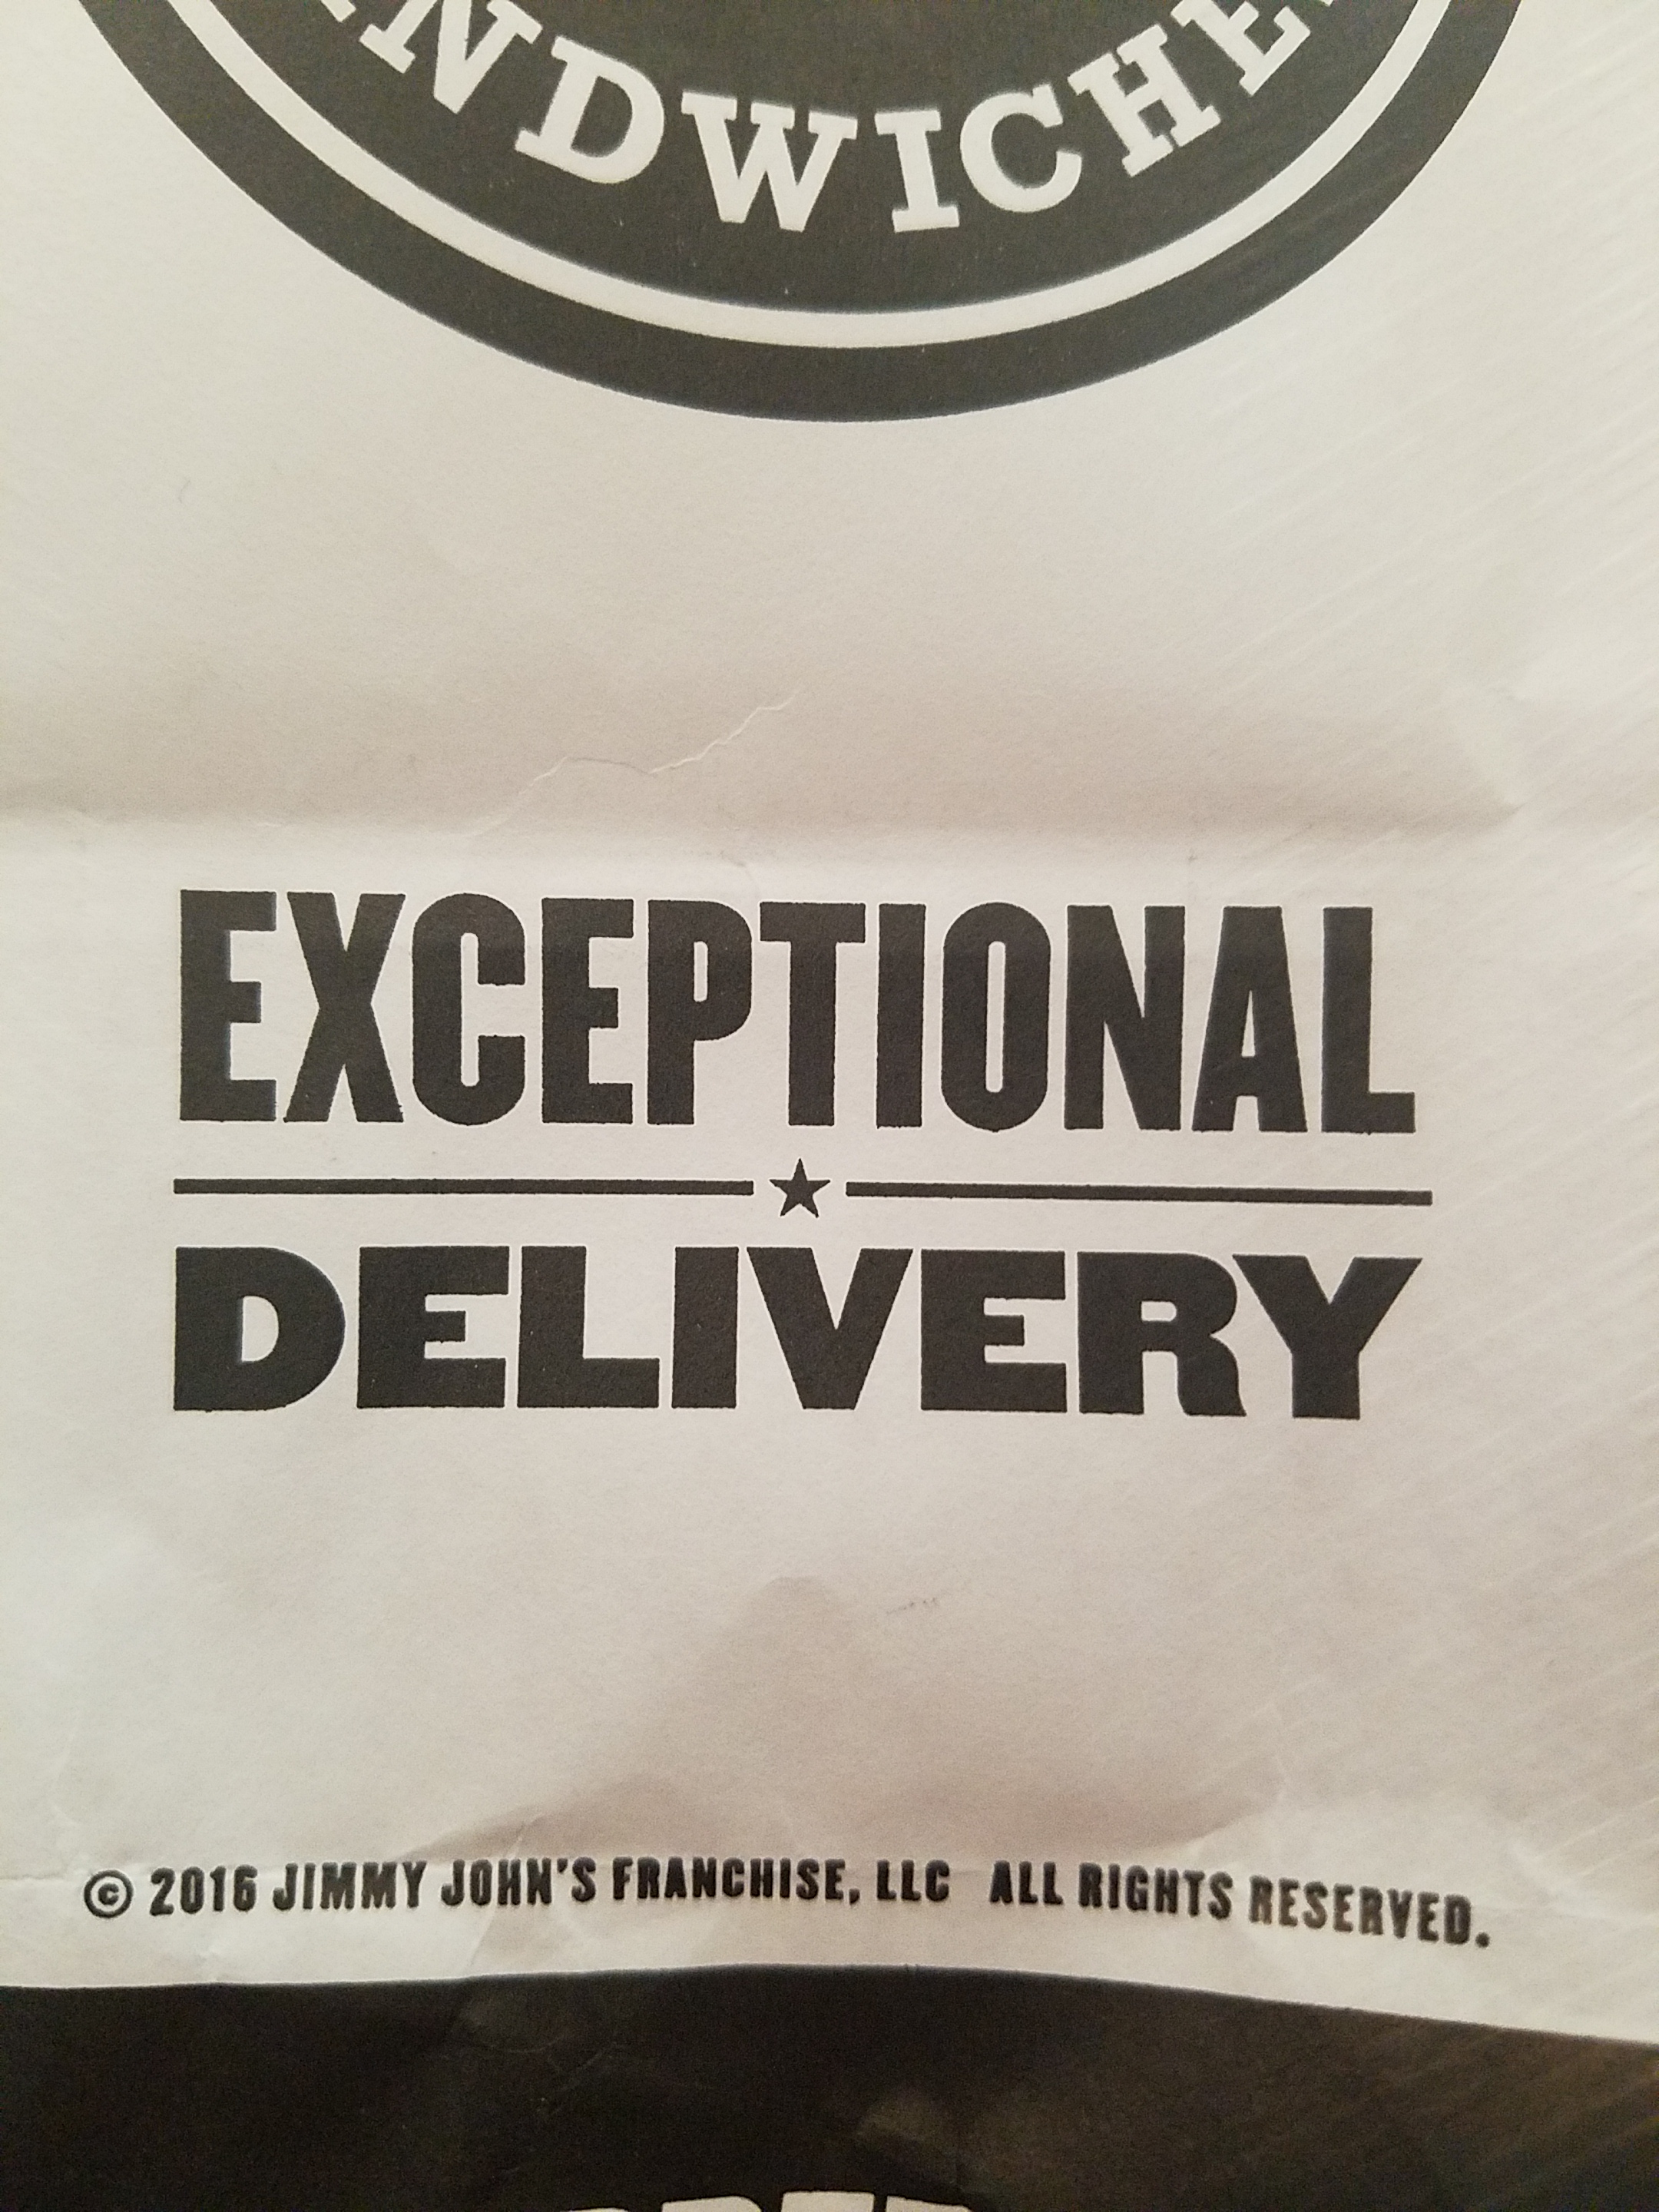 NDWICHE
EXCEPTIONAL
DELIVERY
© 2016 JIMMY JOHN'S FRANCHISE, LLC ALL RIGHTS RESERVED.